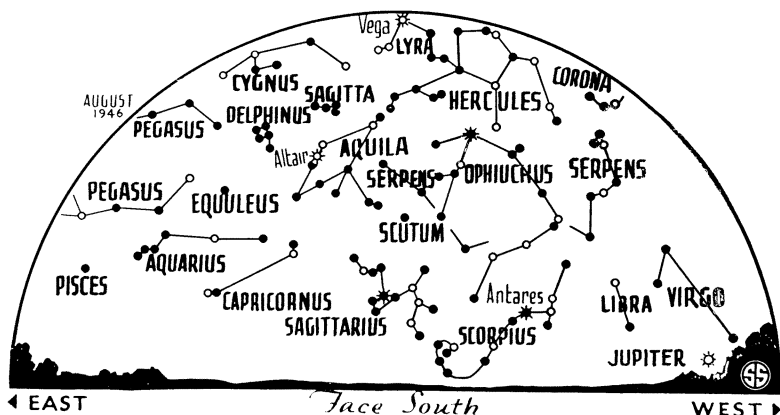 Vega
LYRA
CYGNUS
CORONA
SAGITTA
HERCULES
AUGUST
1946
DELPHINUS
PEGASUS
AQUILA
Altair
SERPENS
OPHIUCHUS
SERPENS
PEGASUS
EQUULEUS
SCUTUM
AQUARIUS
PISCES
CAPRICORNUS
Antares
LIBRA
VIRGO
SAGITTARIUS
SCORPIUS
JUPITER
SS
EAST
Face South
WEST